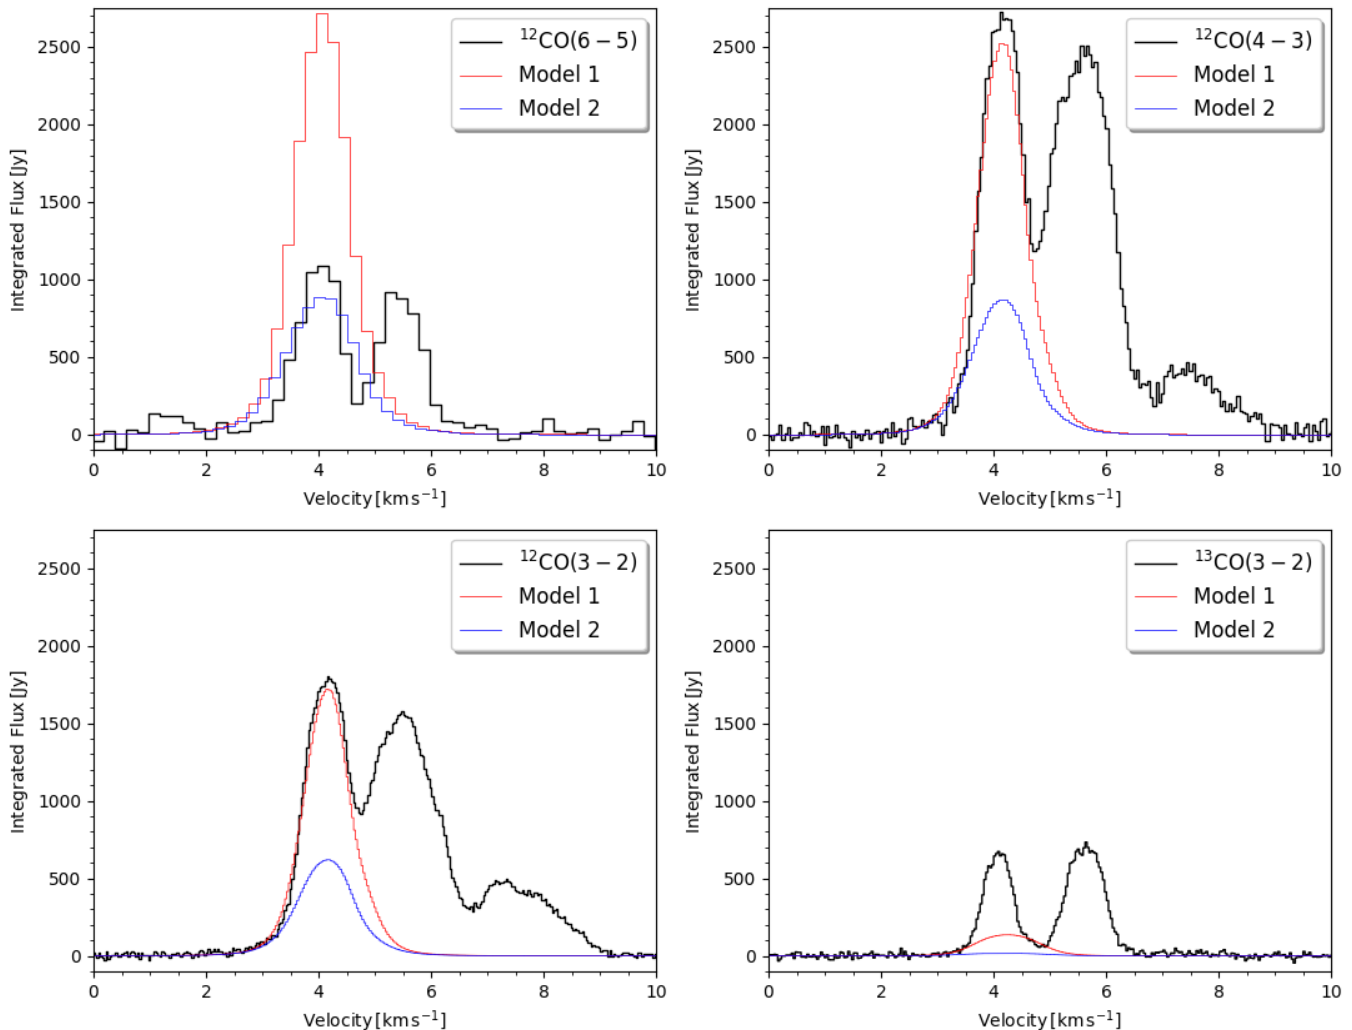 2500
2000
1500
1000
500
0
Integrated Flux [Jy]
0 2 4 6 8 10
Velocity [km s⁻¹]
¹²CO(6 − 5)
Model 1
Model 2
2500
2000
1500
1000
500
0
Integrated Flux [Jy]
0 2 4 6 8 10
Velocity [km s⁻¹]
¹²CO(4 − 3)
Model 1
Model 2
2500
2000
1500
1000
500
0
Integrated Flux [Jy]
0 2 4 6 8 10
Velocity [km s⁻¹]
¹²CO(3 − 2)
Model 1
Model 2
2500
2000
1500
1000
500
0
Integrated Flux [Jy]
0 2 4 6 8 10
Velocity [km s⁻¹]
¹³CO(3 − 2)
Model 1
Model 2